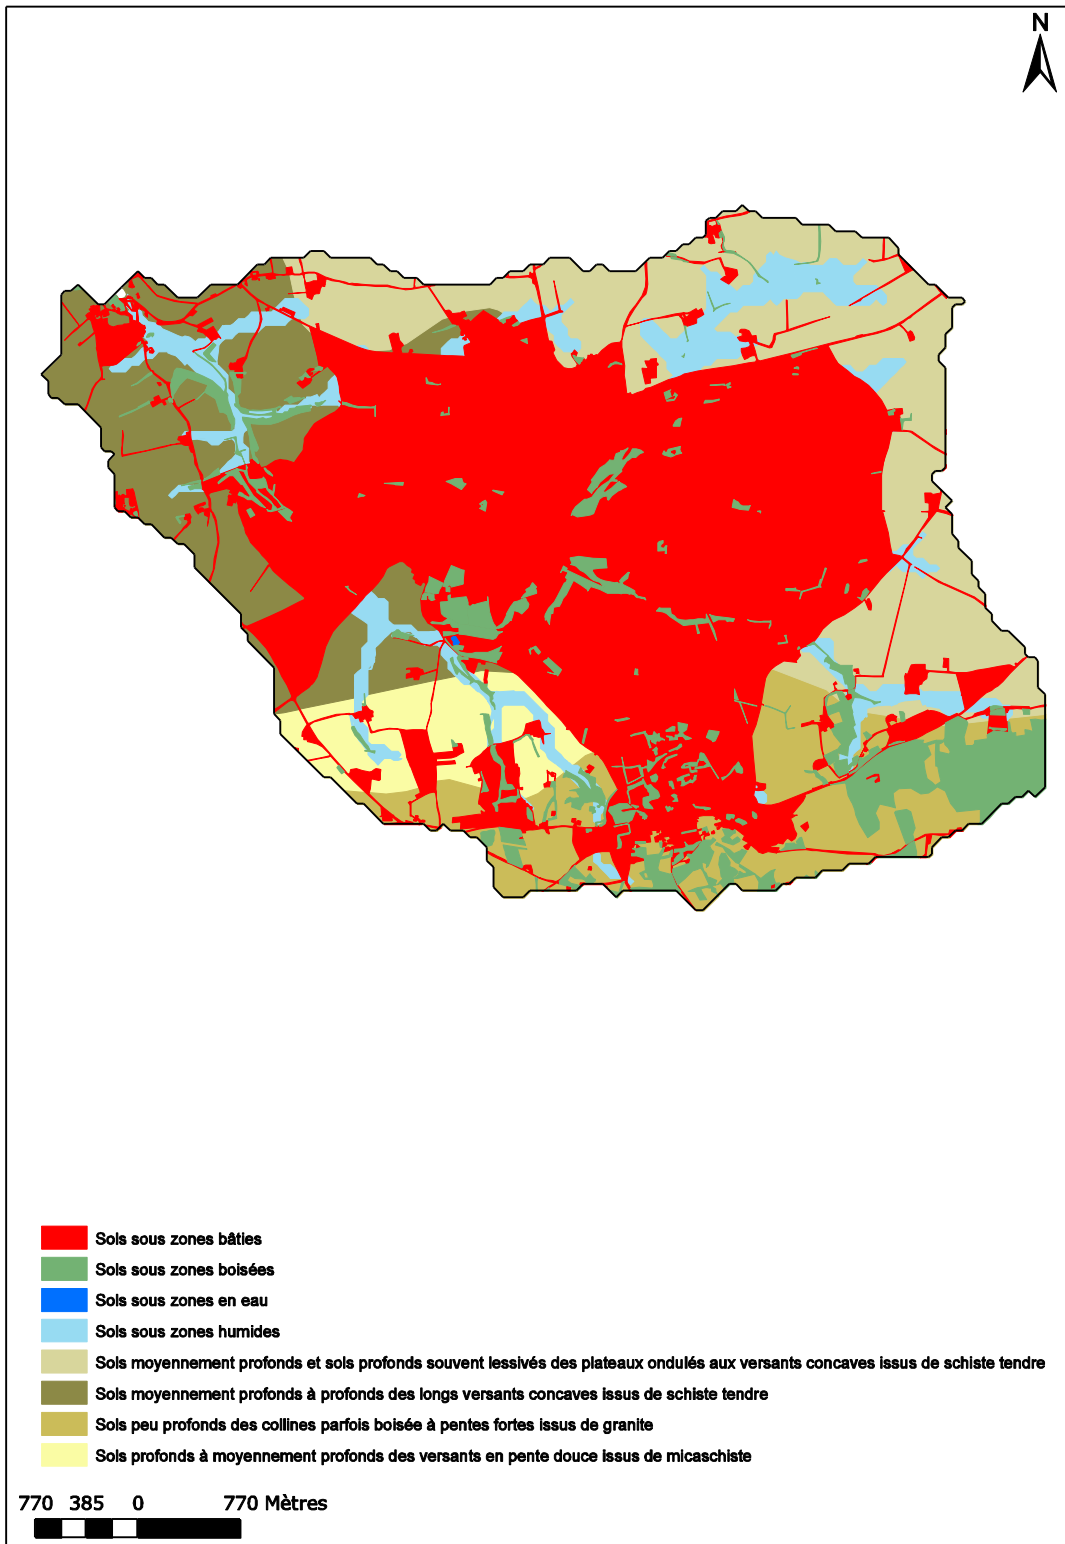 N
Sols sous zones bâties
Sols sous zones boisées
Sols sous zones en eau
Sols sous zones humides
Sols moyennement profonds et sols profonds souvent lessivés des plateaux ondulés aux versants concaves issus de schiste tendre
Sols moyennement profonds à profonds des longs versants concaves issus de schiste tendre
Sols peu profonds des collines parfois boisée à pentes fortes issus de granite
Sols profonds à moyennement profonds des versants en pente douce issus de micaschiste
770 385 0 770 Mètres